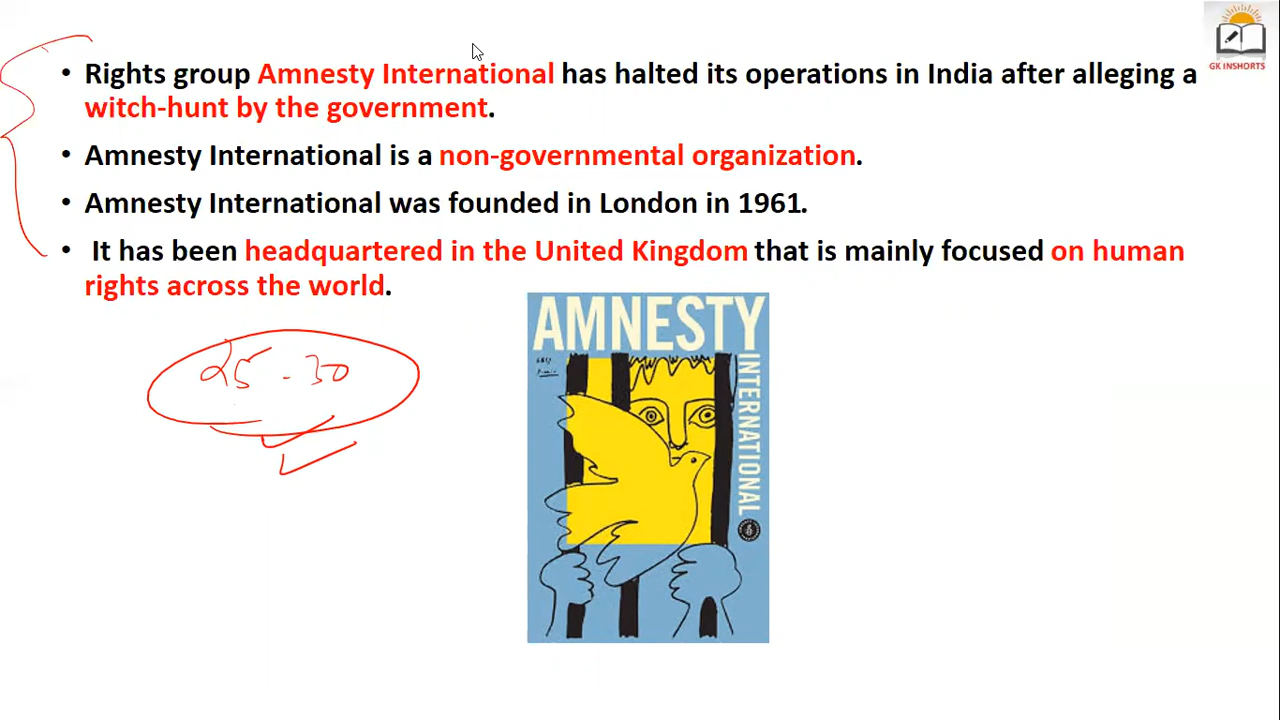 • Rights group Amnesty International has halted its operations in India after alleging a
witch-hunt by the government.
• Amnesty International is a non-governmental organization.
• Amnesty International was founded in London in 1961.
• It has been headquartered in the United Kingdom that is mainly focused on human
rights across the world.
25-30
AMNESTY
INTERNATIONAL
GK INSHORTS